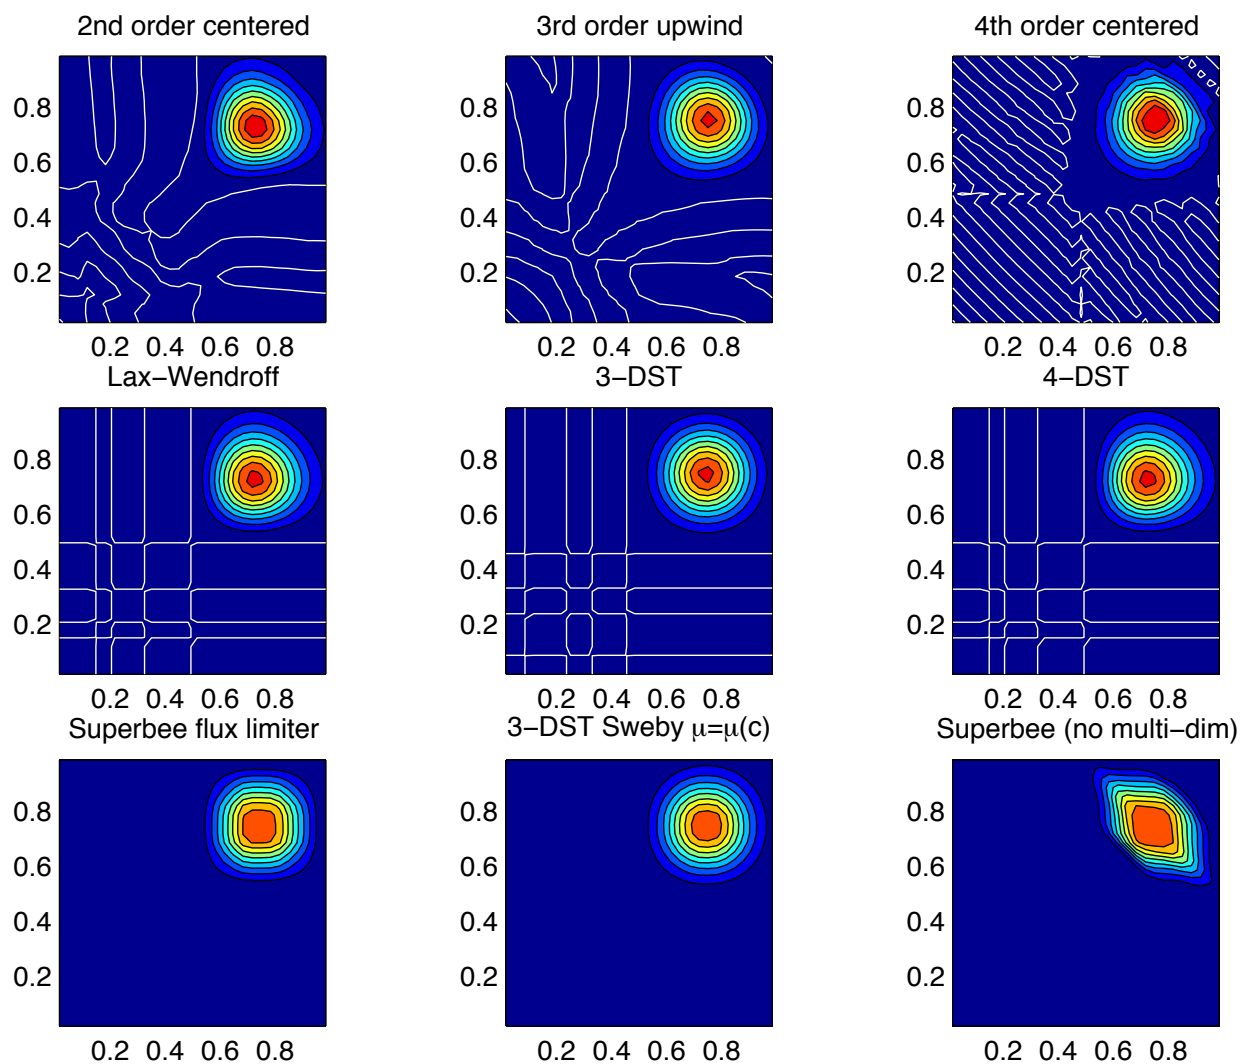 2nd order centered 3rd order upwind 4th order centered
0.8 0.8 0.8
0.6 0.6 0.6
0.4 0.4 0.4
0.2 0.2 0.2
0.2 0.4 0.6 0.8 0.2 0.4 0.6 0.8 0.2 0.4 0.6 0.8
Lax−Wendroff 3−DST 4−DST
0.8 0.8 0.8
0.6 0.6 0.6
0.4 0.4 0.4
0.2 0.2 0.2
0.2 0.4 0.6 0.8 0.2 0.4 0.6 0.8 0.2 0.4 0.6 0.8
Superbee flux limiter 3−DST Sweby μ=μ(c) Superbee (no multi−dim)
0.8 0.8 0.8
0.6 0.6 0.6
0.4 0.4 0.4
0.2 0.2 0.2
0.2 0.4 0.6 0.8 0.2 0.4 0.6 0.8 0.2 0.4 0.6 0.8